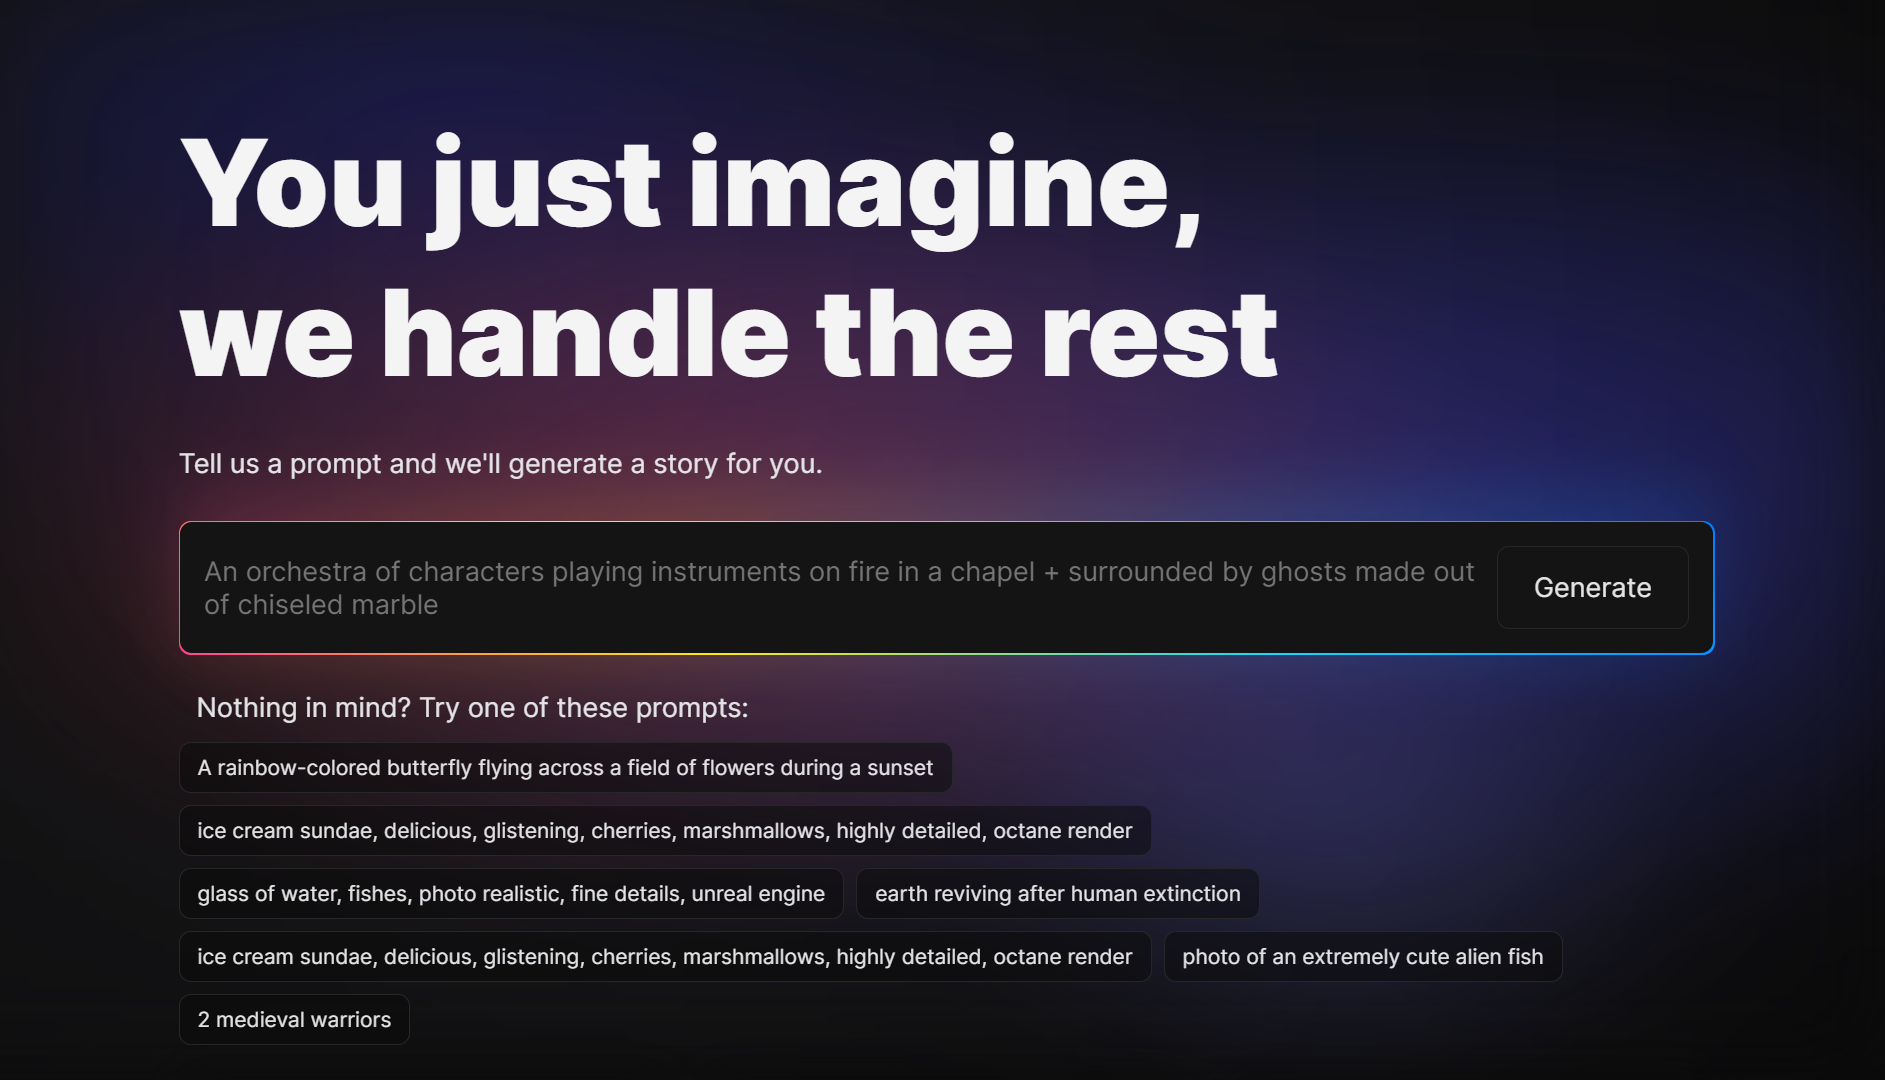 You just imagine,
we handle the rest
Tell us a prompt and we'll generate a story for you.
An orchestra of characters playing instruments on fire in a chapel + surrounded by ghosts made out
of chiseled marble
Generate
Nothing in mind? Try one of these prompts:
A rainbow-colored butterfly flying across a field of flowers during a sunset
ice cream sundae, delicious, glistening, cherries, marshmallows, highly detailed, octane render
glass of water, fishes, photo realistic, fine details, unreal engine
earth reviving after human extinction
ice cream sundae, delicious, glistening, cherries, marshmallows, highly detailed, octane render
photo of an extremely cute alien fish
2 medieval warriors